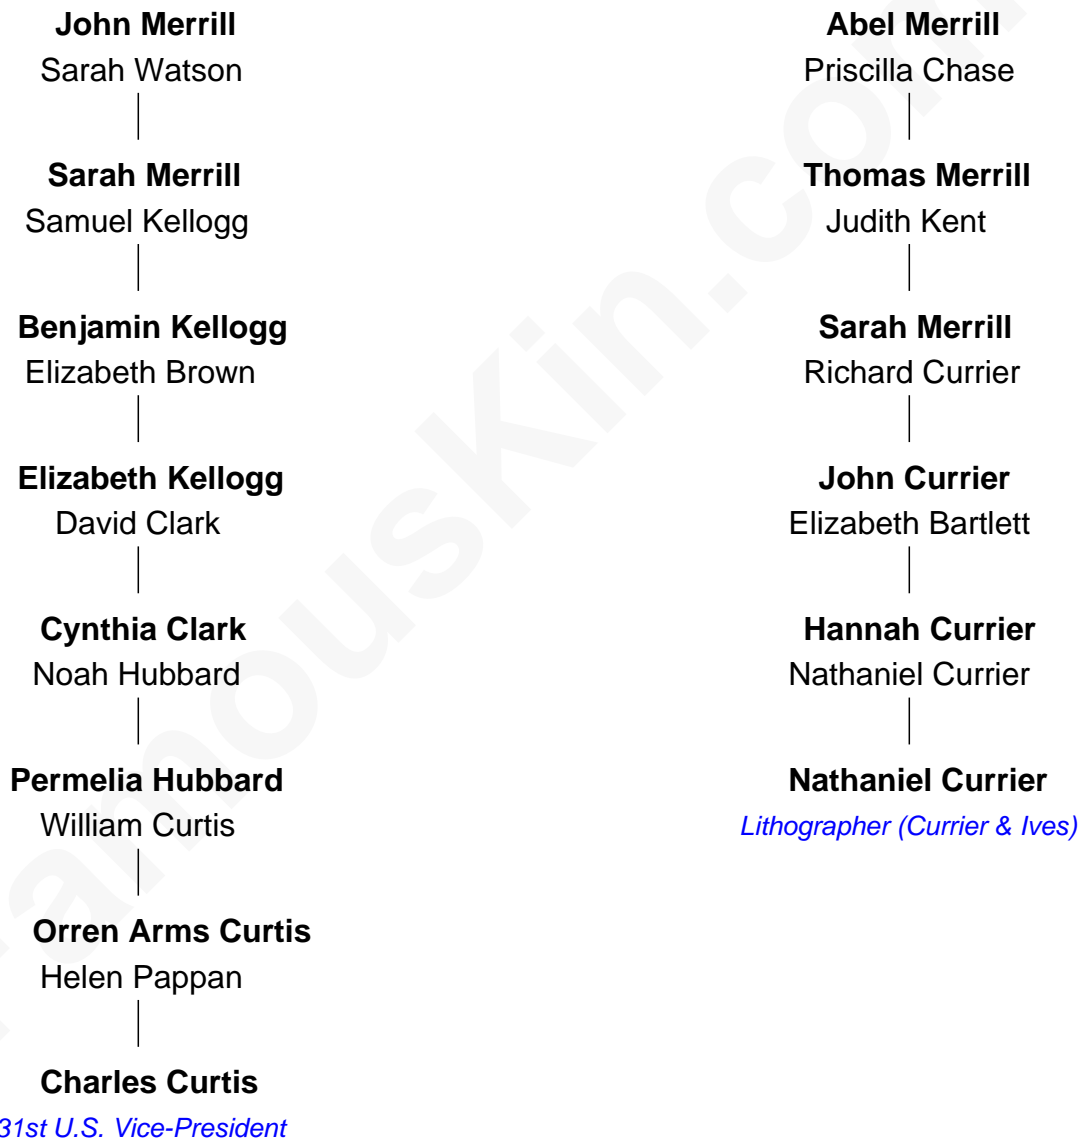 John Merrill
Sarah Watson
Sarah Merrill
Samuel Kellogg
Benjamin Kellogg
Elizabeth Brown
Elizabeth Kellogg
David Clark
Cynthia Clark
Noah Hubbard
Permelia Hubbard
William Curtis
Orren Arms Curtis
Helen Pappan
Charles Curtis
31st U.S. Vice-President
Abel Merrill
Priscilla Chase
Thomas Merrill
Judith Kent
Sarah Merrill
Richard Currier
John Currier
Elizabeth Bartlett
Hannah Currier
Nathaniel Currier
Nathaniel Currier
Lithographer (Currier & Ives)
FamousKin.com